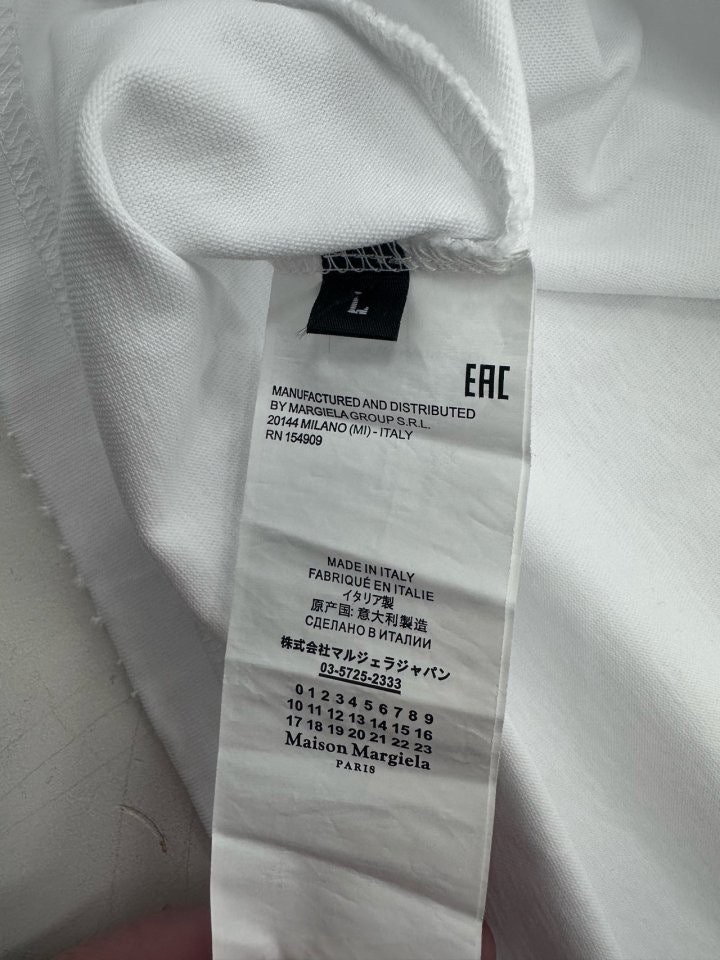 L
EAC
MANUFACTURED AND DISTRIBUTED
BY MARGIELA GROUP S.R.L.
20144 MILANO (MI) - ITALY
RN 154909
MADE IN ITALY
FABRIQUÉ EN ITALIE
イタリア製
原产国: 意大利製造
СДЕЛАНО В ИТАЛИИ
株式会社マルジェラジャパン
03-5725-2333
0 1 2 3 4 5 6 7 8 9
10 11 12 13 14 15 16
17 18 19 20 21 22 23
Maison Margiela
PARIS